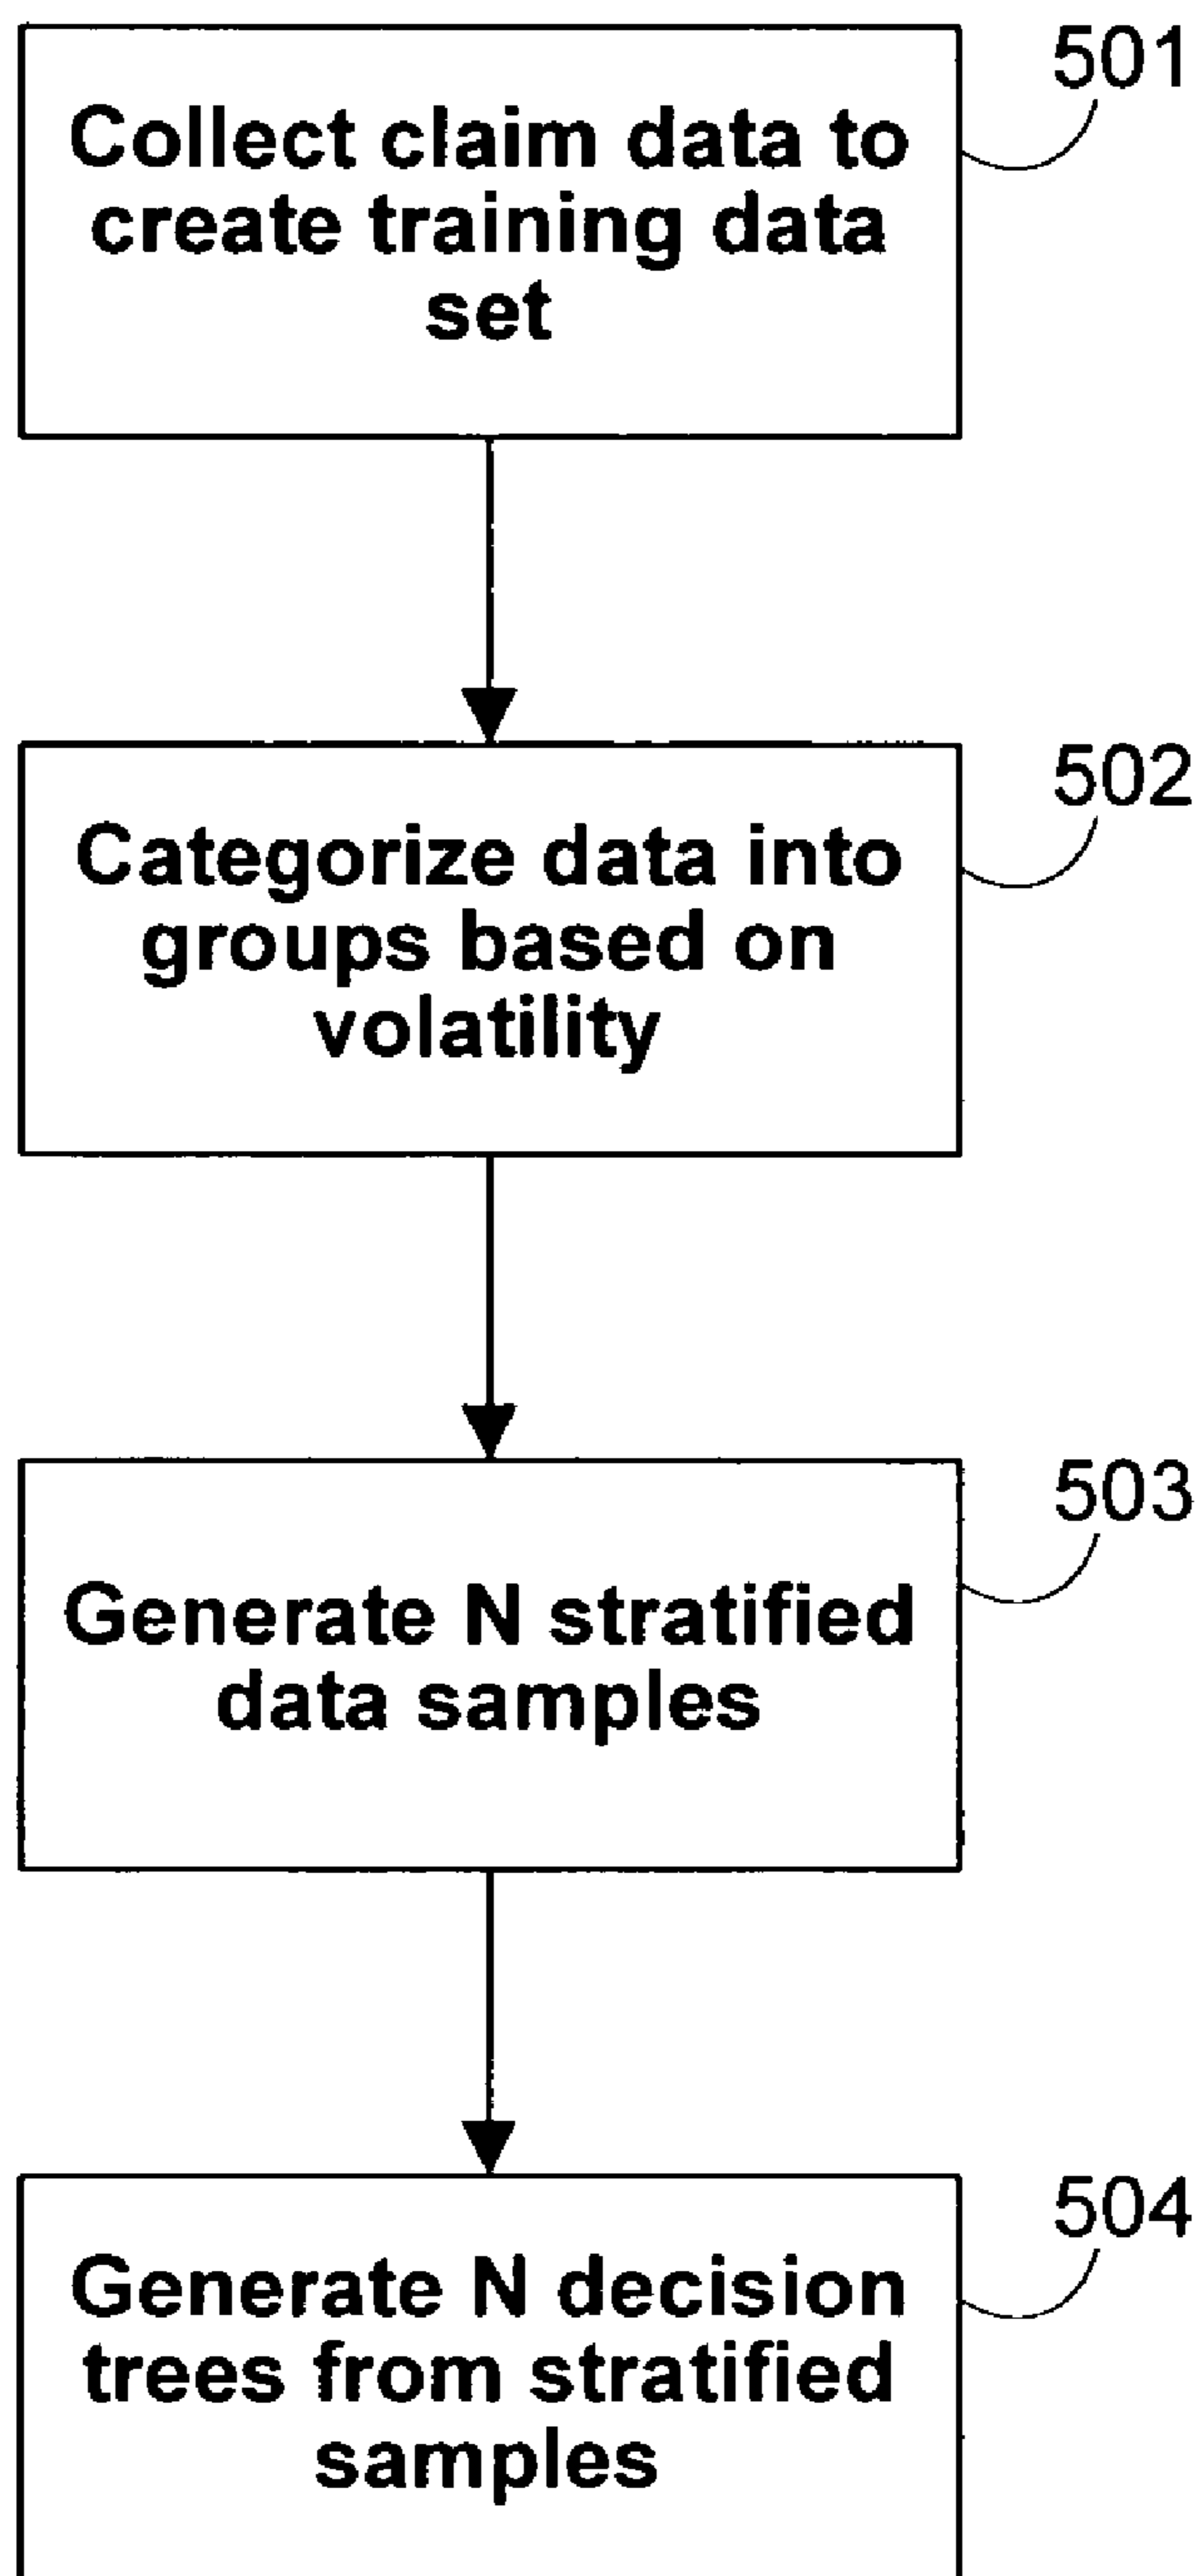 501
Collect claim data to
create training data
set
502
Categorize data into
groups based on
volatility
503
Generate N stratified
data samples
504
Generate N decision
trees from stratified
samples